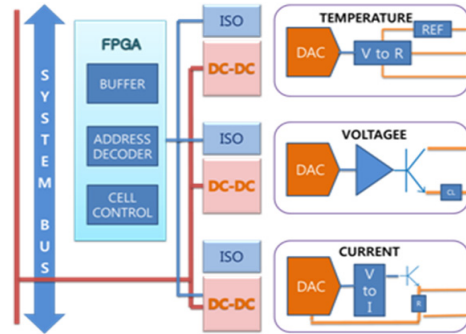 SYSTEM BUS
FPGA
BUFFER
ADDRESS
DECODER
CELL
CONTROL
ISO
DC-DC
ISO
DC-DC
ISO
DC-DC
TEMPERATURE
DAC
V to R
REF
VOLTAGEE
DAC
CL
CURRENT
DAC
V
to
I
R